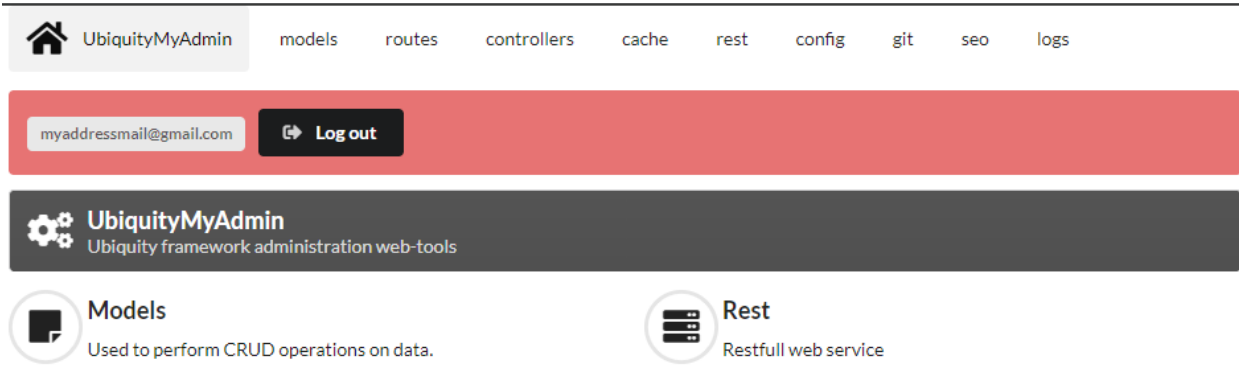 UbiquityMyAdmin models routes controllers cache rest config git seo logs
myaddressmail@gmail.com Log out
UbiquityMyAdmin
Ubiquity framework administration web-tools
Models
Used to perform CRUD operations on data.
Rest
Restfull web service